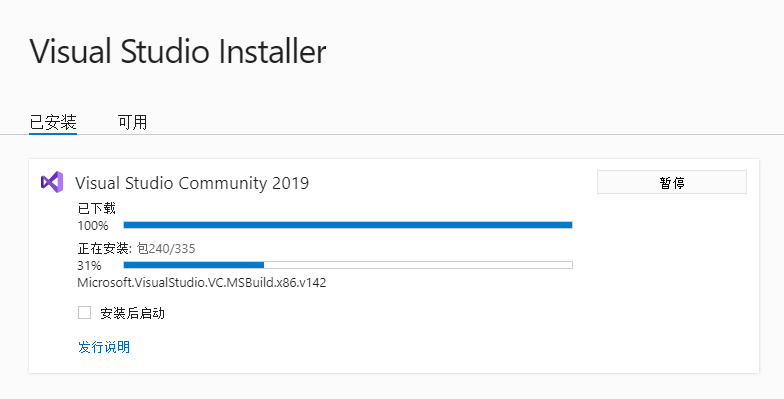 Visual Studio Installer
已安装 可用
Visual Studio Community 2019
暂停
已下载
100%
正在安装: 包240/335
31%
Microsoft.VisualStudio.VC.MSBuild.x86.v142
安装后启动
发行说明